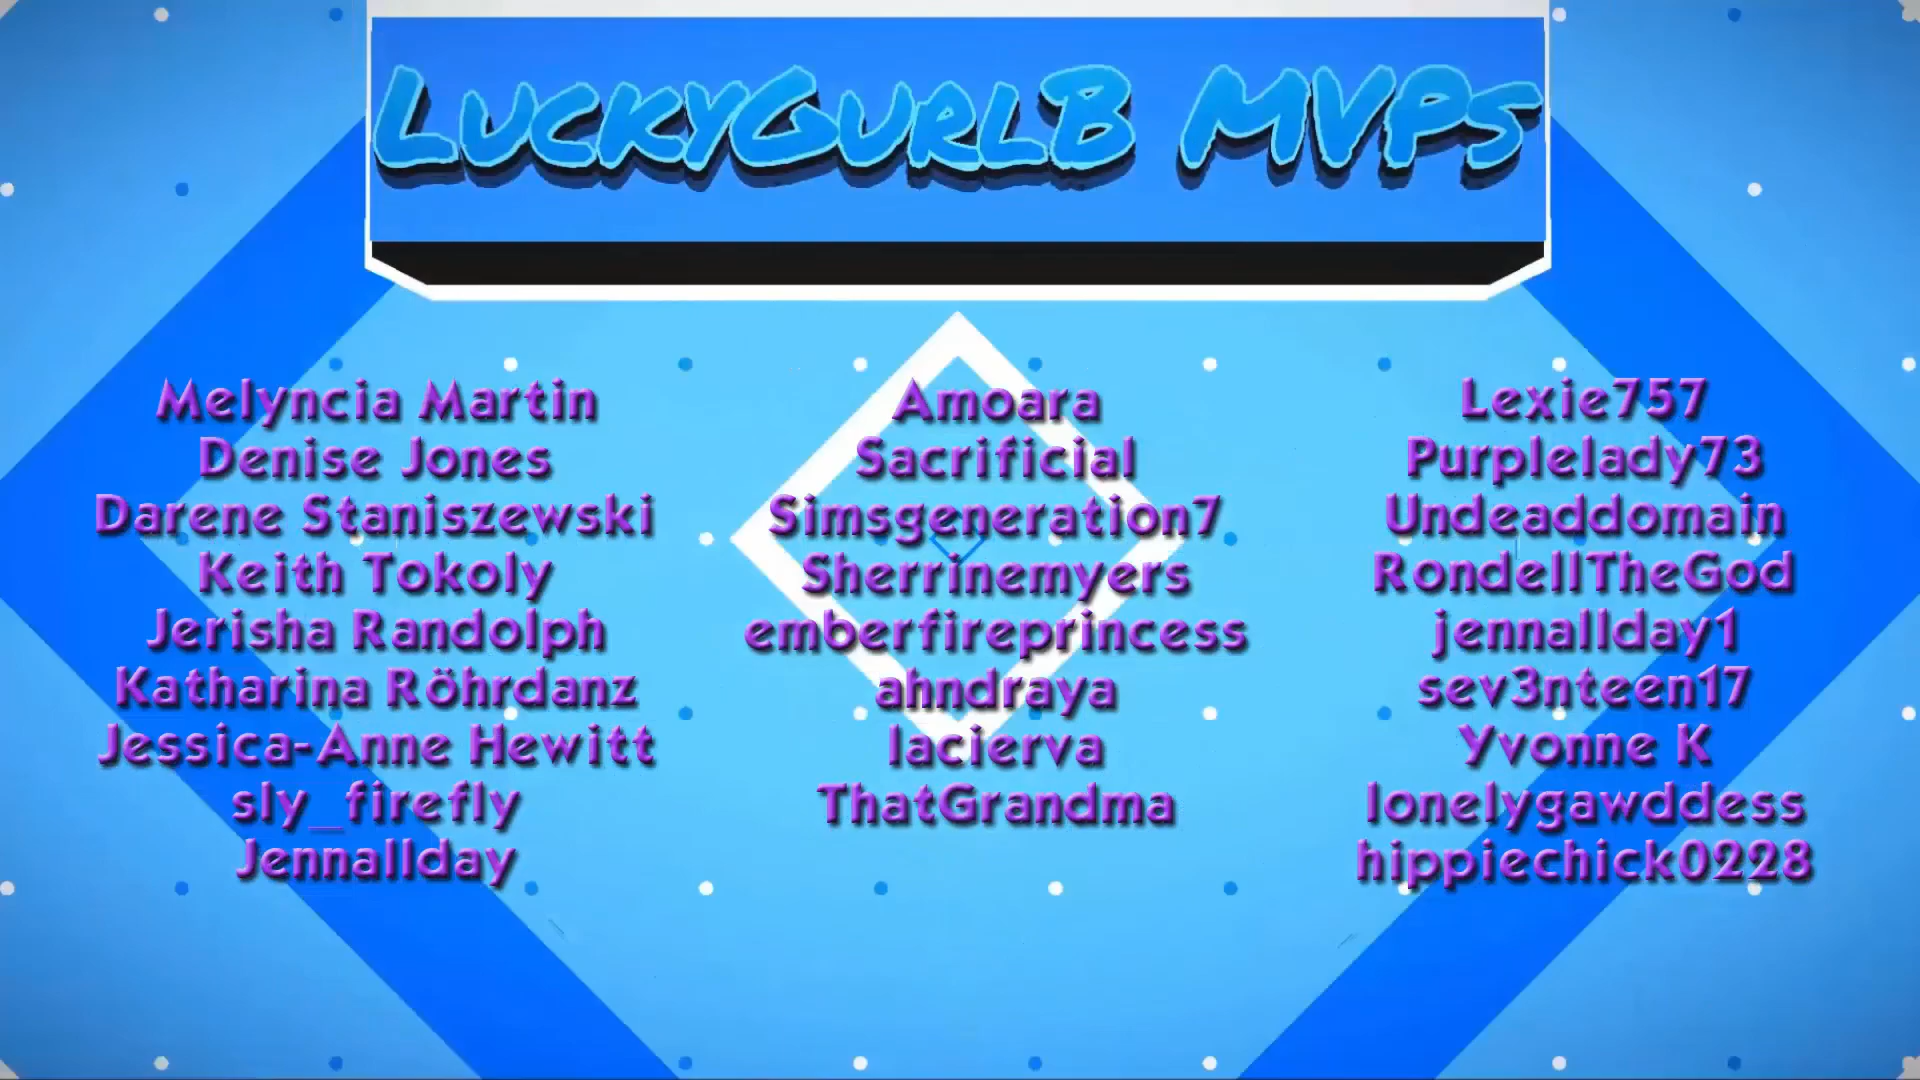 LuckyGurlB MVPs
Melyncia Martin
Denise Jones
Darene Staniszewski
Keith Tokoly
Jerisha Randolph
Katharina Röhrdanz
Jessica-Anne Hewitt
sly_firefly
Jennallday
Amoara
Sacrificial
Simsgeneration7
Sherrinemyers
emberfireprincess
ahndraya
lacierva
ThatGrandma
Lexie757
Purplelady73
Undeaddomain
RondellTheGod
jennallday1
sev3nteen17
Yvonne K
lonelygawddess
hippiechick0228